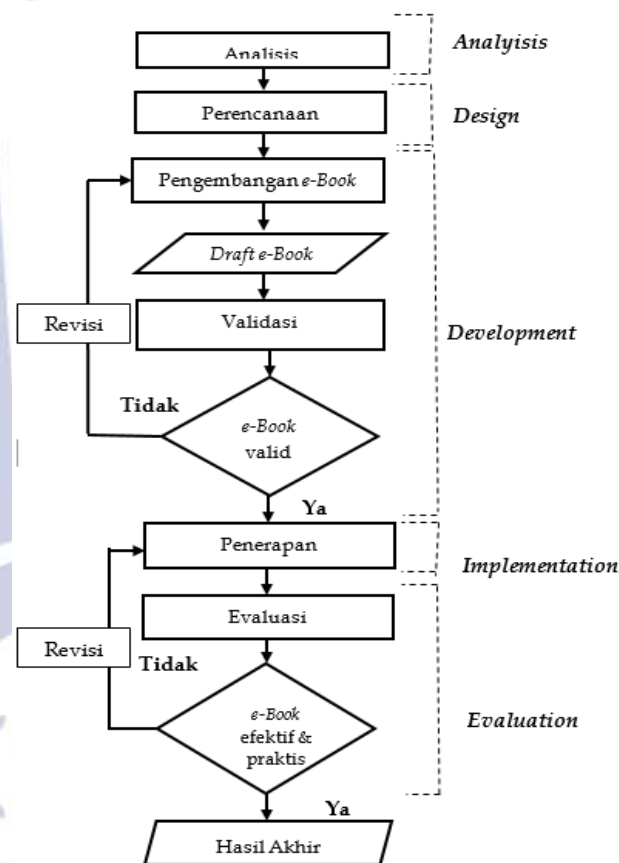 Analisis
Analyisis
Perencanaan
Design
Pengembangan e-Book
Draft e-Book
Revisi
Validasi
Development
Tidak
e-Book
valid
Ya
Penerapan
Implementation
Evaluasi
Revisi
Tidak
e-Book
efektif &
praktis
Evaluation
Ya
Hasil Akhir